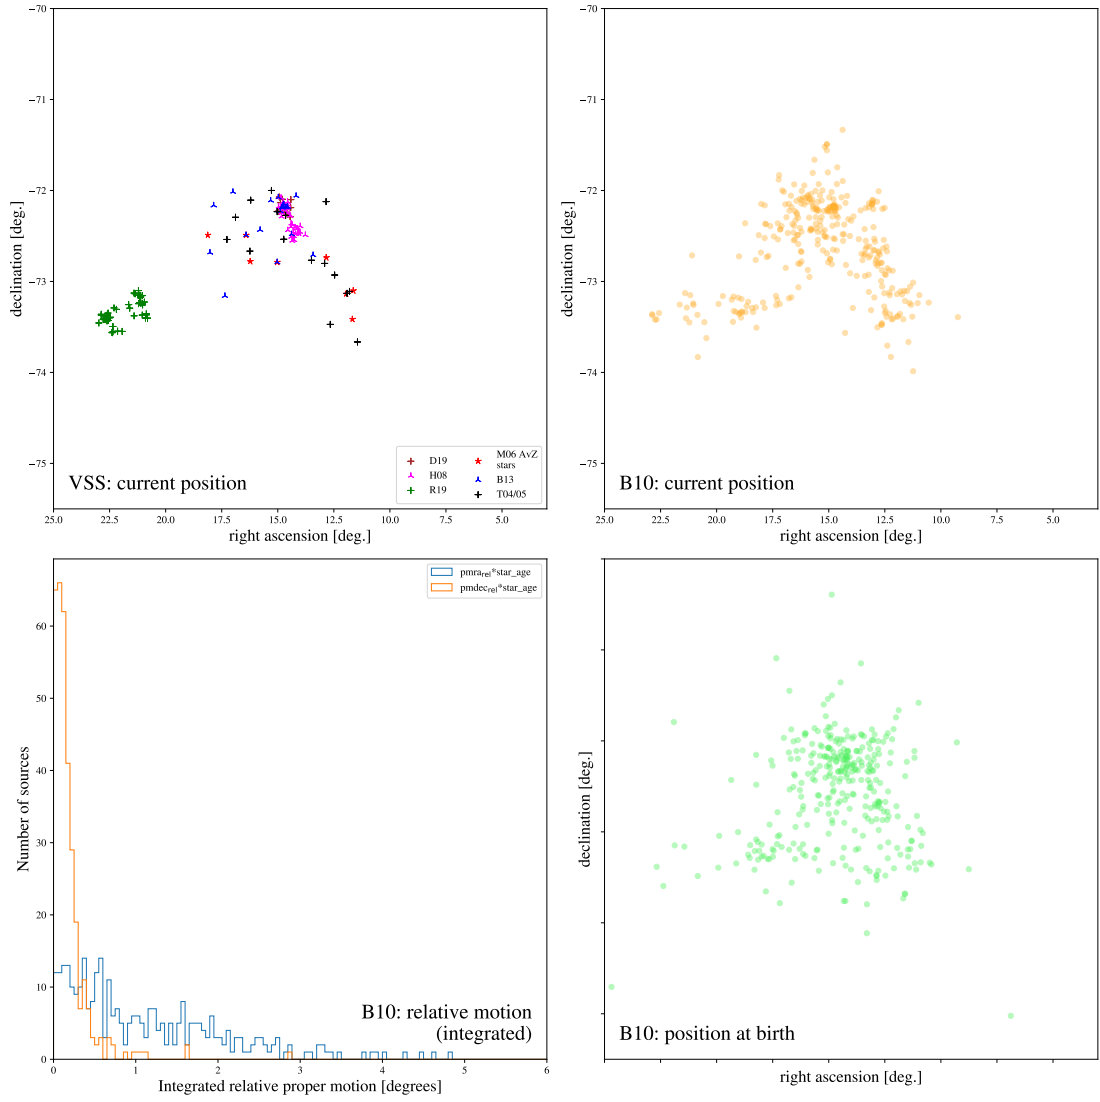 −70
−71
−72
−73
−74
−75
declination [deg.]
VSS: current position
D19
H08
R19
M06 AvZ
stars
B13
T04/05
25.0 22.5 20.0 17.5 15.0 12.5 10.0 7.5 5.0
right ascension [deg.]
−70
−71
−72
−73
−74
−75
declination [deg.]
B10: current position
25.0 22.5 20.0 17.5 15.0 12.5 10.0 7.5 5.0
right ascension [deg.]
pmra_rel*star_age
pmdec_rel*star_age
60
50
40
30
20
10
0
Number of sources
B10: relative motion
(integrated)
0 1 2 3 4 5 6
Integrated relative proper motion [degrees]
declination [deg.]
B10: position at birth
right ascension [deg.]